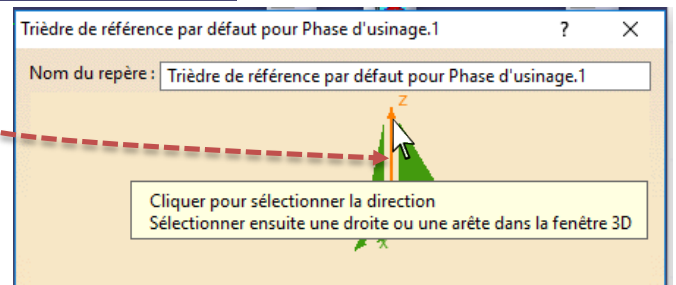 Trièdre de référence par défaut pour Phase d'usinage.1 ? ×
Nom du repère : Trièdre de référence par défaut pour Phase d'usinage.1
Z
Cliquer pour sélectionner la direction
Sélectionner ensuite une droite ou une arête dans la fenêtre 3D
X